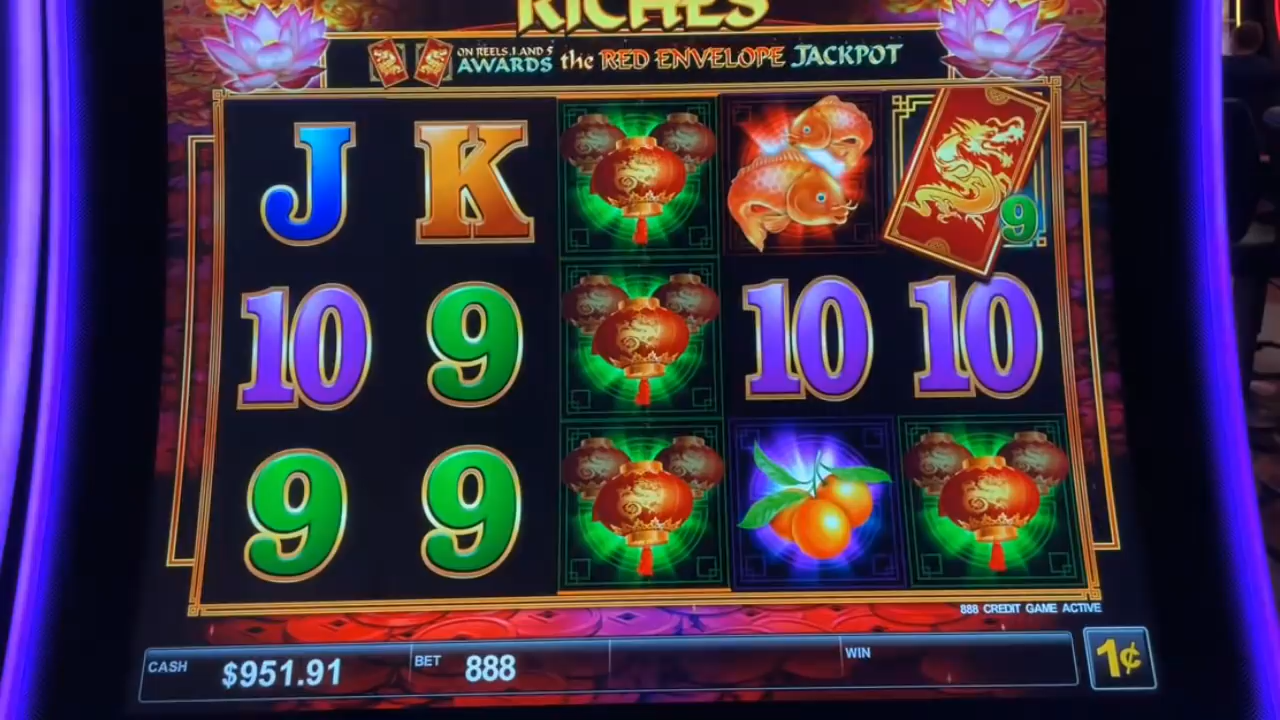 RICHES
ON REELS 1 AND 5
AWARDS the RED ENVELOPE JACKPOT
J K
9
10 9 10 10
9 9
888 CREDIT GAME ACTIVE
CASH $951.91 BET 888 WIN 1¢